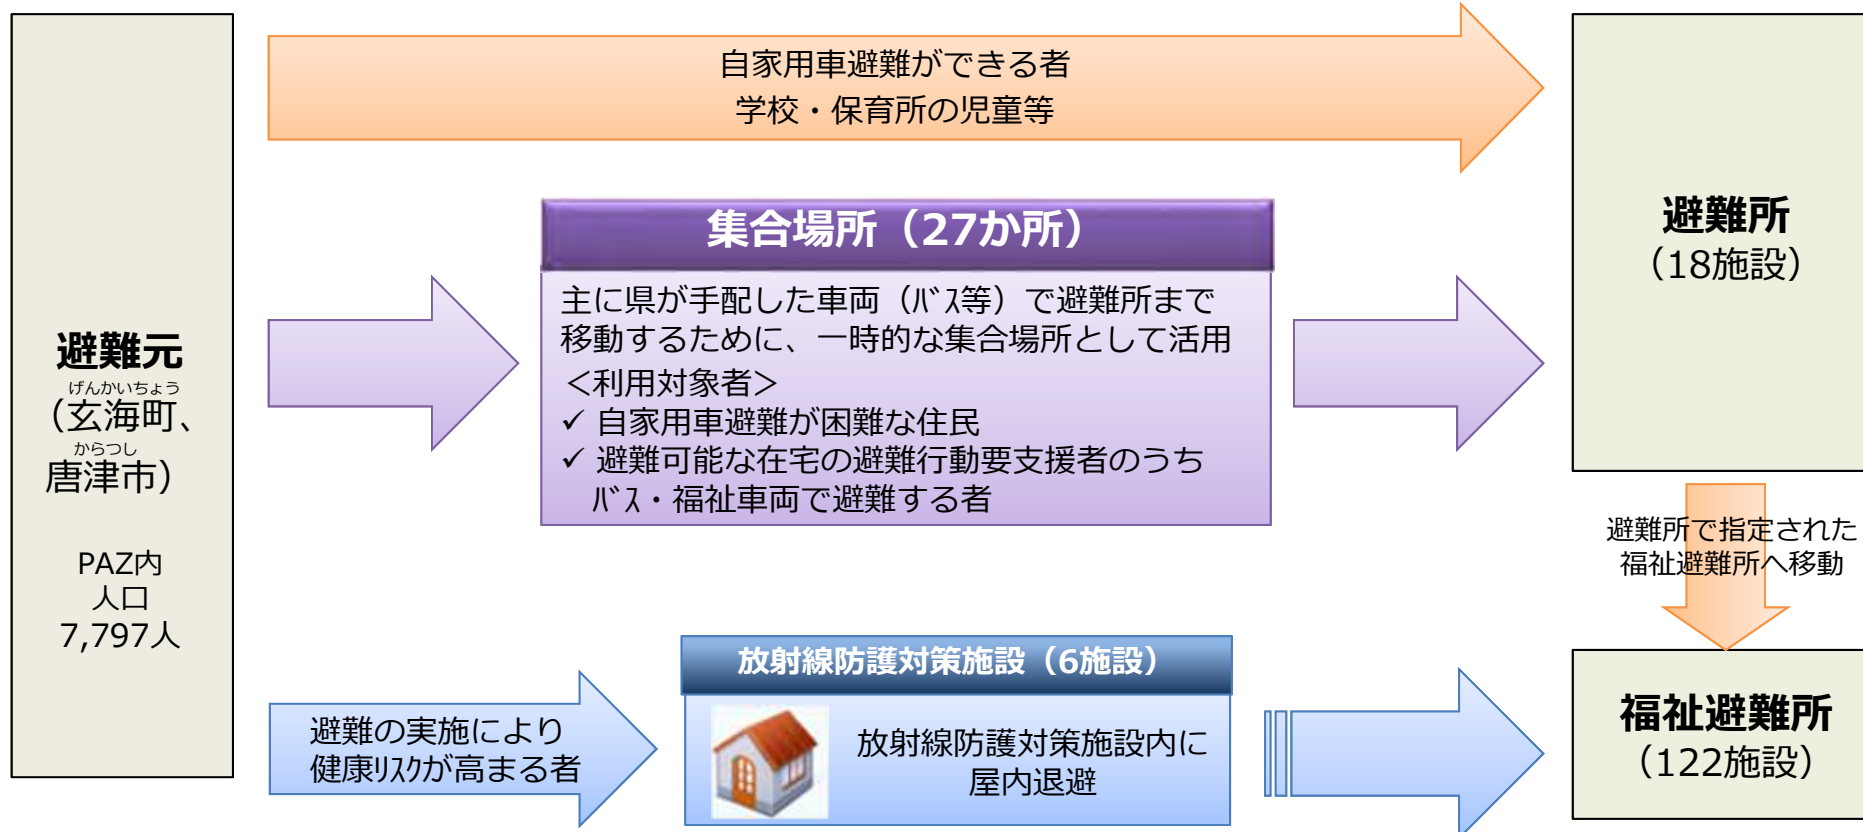 自家用車避難ができる者
学校・保育所の児童等
避難元
げんかいちょう
（玄海町、
からつし
唐津市）
PAZ内
人口
7,797人
集合場所（27か所）
主に県が手配した車両（ﾊﾞｽ等）で避難所まで
移動するために、一時的な集合場所として活用
＜利用対象者＞
✓ 自家用車避難が困難な住民
✓ 避難可能な在宅の避難行動要支援者のうち
ﾊﾞｽ・福祉車両で避難する者
避難所
（18施設）
避難所で指定された
福祉避難所へ移動
避難の実施により
健康ﾘｽｸが高まる者
放射線防護対策施設（6施設）
放射線防護対策施設内に
屋内退避
福祉避難所
（122施設）